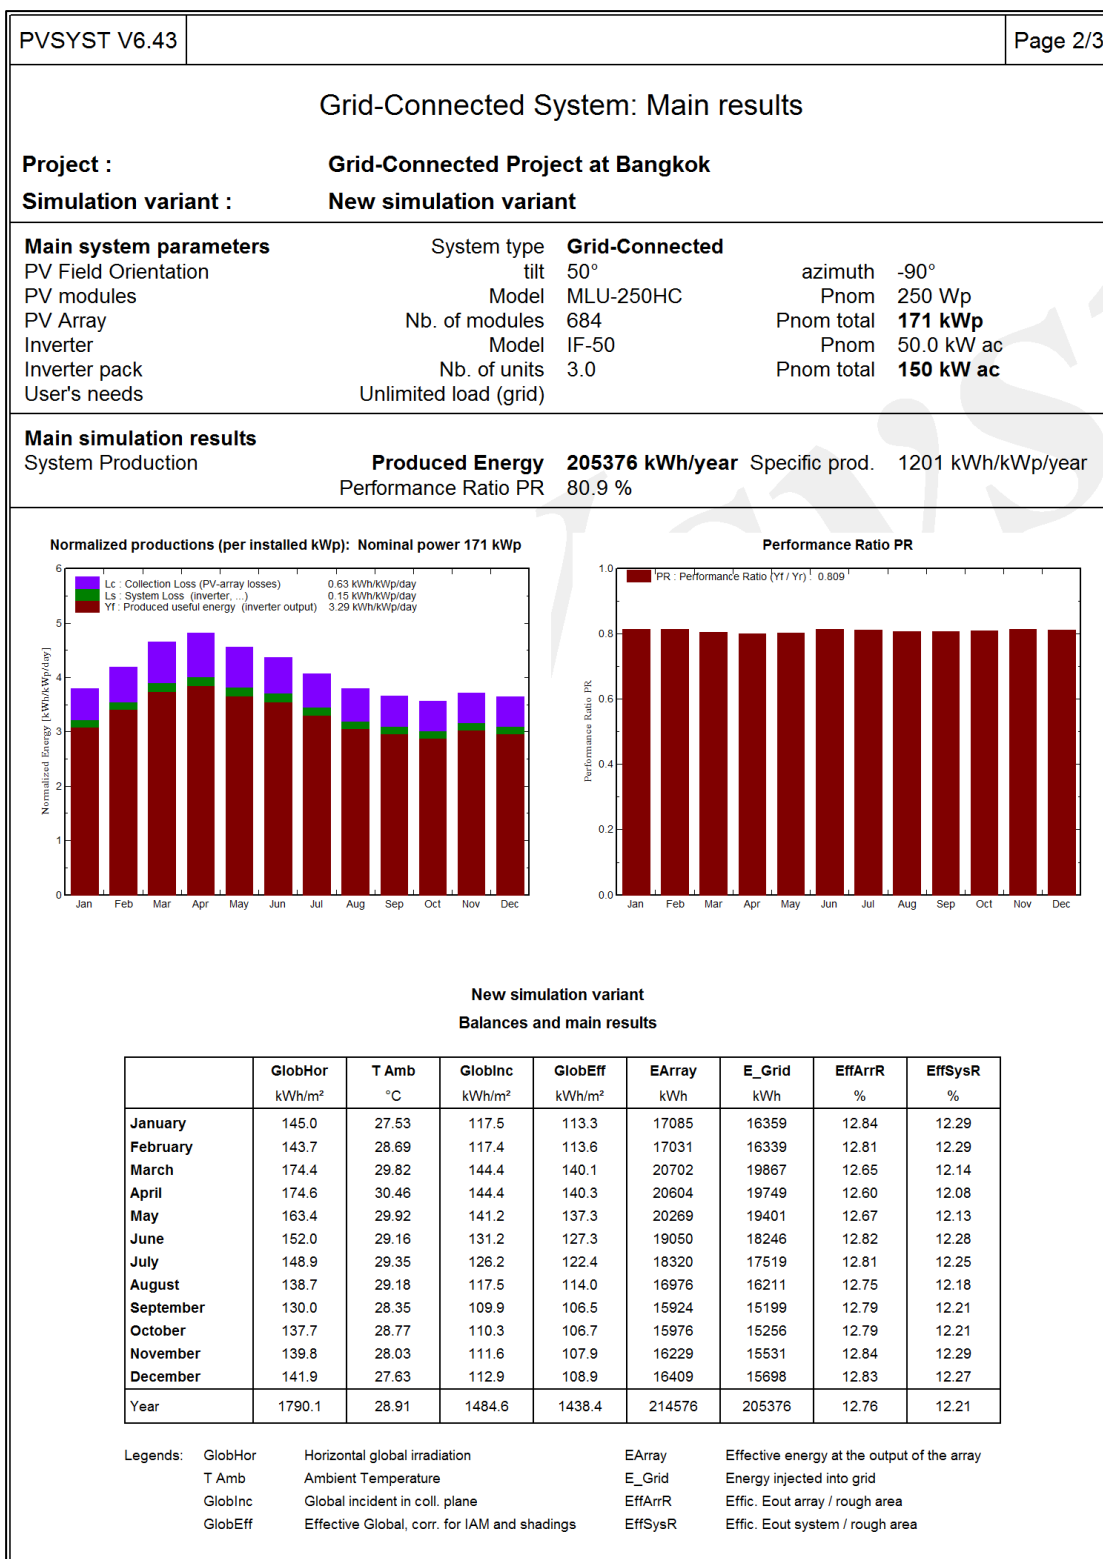 PVSYST V6.43 Page 2/3
Grid-Connected System: Main results
Project : Grid-Connected Project at Bangkok
Simulation variant : New simulation variant
Main system parameters System type Grid-Connected
PV Field Orientation tilt 50° azimuth -90°
PV modules Model MLU-250HC Pnom 250 Wp
PV Array Nb. of modules 684 Pnom total 171 kWp
Inverter Model IF-50 Pnom 50.0 kW ac
Inverter pack Nb. of units 3.0 Pnom total 150 kW ac
User's needs Unlimited load (grid)
Main simulation results
System Production Produced Energy 205376 kWh/year Specific prod. 1201 kWh/kWp/year
Performance Ratio PR 80.9 %
Normalized productions (per installed kWp): Nominal power 171 kWp
Lc : Collection Loss (PV-array losses) 0.63 kWh/kWp/day
Ls : System Loss (inverter, ...) 0.15 kWh/kWp/day
Yf : Produced useful energy (inverter output) 3.29 kWh/kWp/day
Normalized Energy [kWh/kWp/day]
6
5
4
3
2
1
0
Jan Feb Mar Apr May Jun Jul Aug Sep Oct Nov Dec
Performance Ratio PR
PR : Performance Ratio (Yf / Yr) : 0.809
Performance Ratio PR
1.0
0.8
0.6
0.4
0.2
0.0
Jan Feb Mar Apr May Jun Jul Aug Sep Oct Nov Dec
New simulation variant
Balances and main results
GlobHor T Amb GlobInc GlobEff EArray E_Grid EffArrR EffSysR
kWh/m² °C kWh/m² kWh/m² kWh kWh % %
January 145.0 27.53 117.5 113.3 17085 16359 12.84 12.29
February 143.7 28.69 117.4 113.6 17031 16339 12.81 12.29
March 174.4 29.82 144.4 140.1 20702 19867 12.65 12.14
April 174.6 30.46 144.4 140.3 20604 19749 12.60 12.08
May 163.4 29.92 141.2 137.3 20269 19401 12.67 12.13
June 152.0 29.16 131.2 127.3 19050 18246 12.82 12.28
July 148.9 29.35 126.2 122.4 18320 17519 12.81 12.25
August 138.7 29.18 117.5 114.0 16976 16211 12.75 12.18
September 130.0 28.35 109.9 106.5 15924 15199 12.79 12.21
October 137.7 28.77 110.3 106.7 15976 15256 12.79 12.21
November 139.8 28.03 111.6 107.9 16229 15531 12.84 12.29
December 141.9 27.63 112.9 108.9 16409 15698 12.83 12.27
Year 1790.1 28.91 1484.6 1438.4 214576 205376 12.76 12.21
Legends: GlobHor Horizontal global irradiation EArray Effective energy at the output of the array
T Amb Ambient Temperature E_Grid Energy injected into grid
GlobInc Global incident in coll. plane EffArrR Effic. Eout array / rough area
GlobEff Effective Global, corr. for IAM and shadings EffSysR Effic. Eout system / rough area